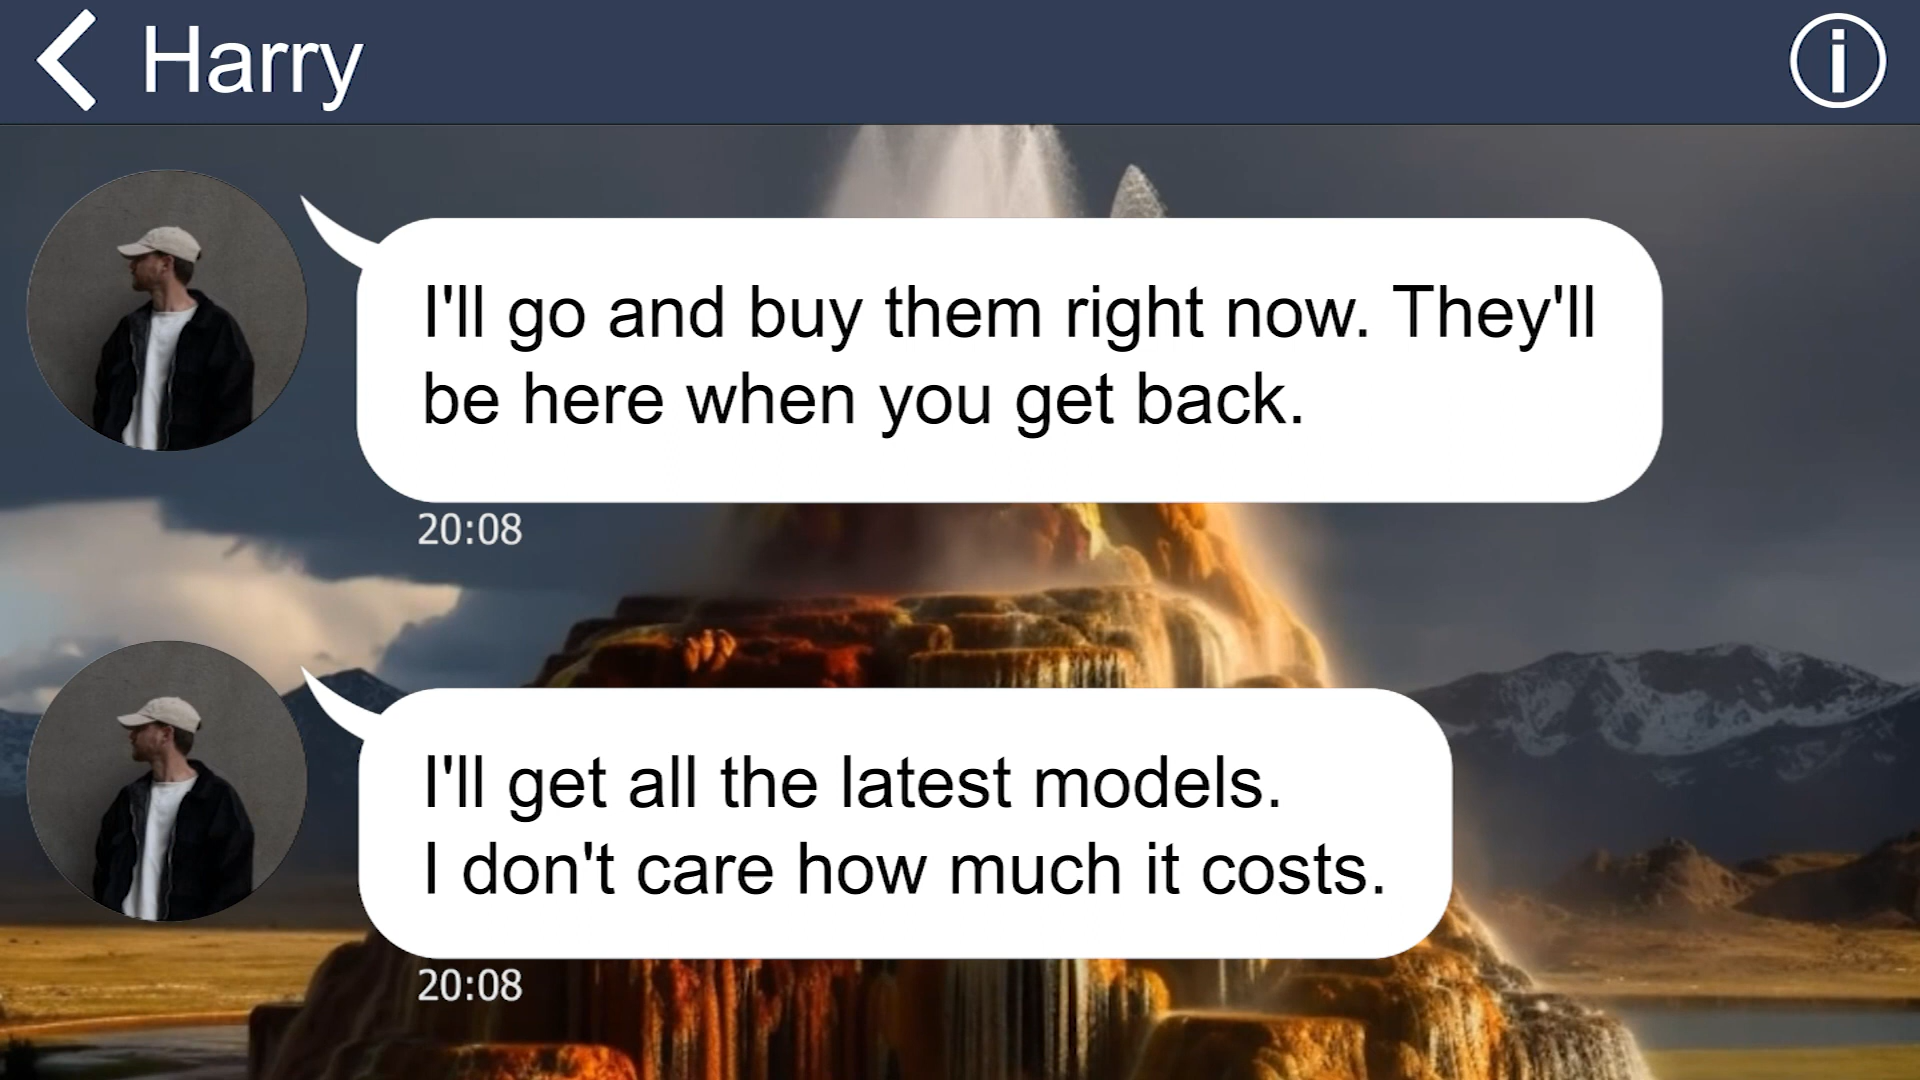 Harry
I'll go and buy them right now. They'll
be here when you get back.
20:08
I'll get all the latest models.
I don't care how much it costs.
20:08